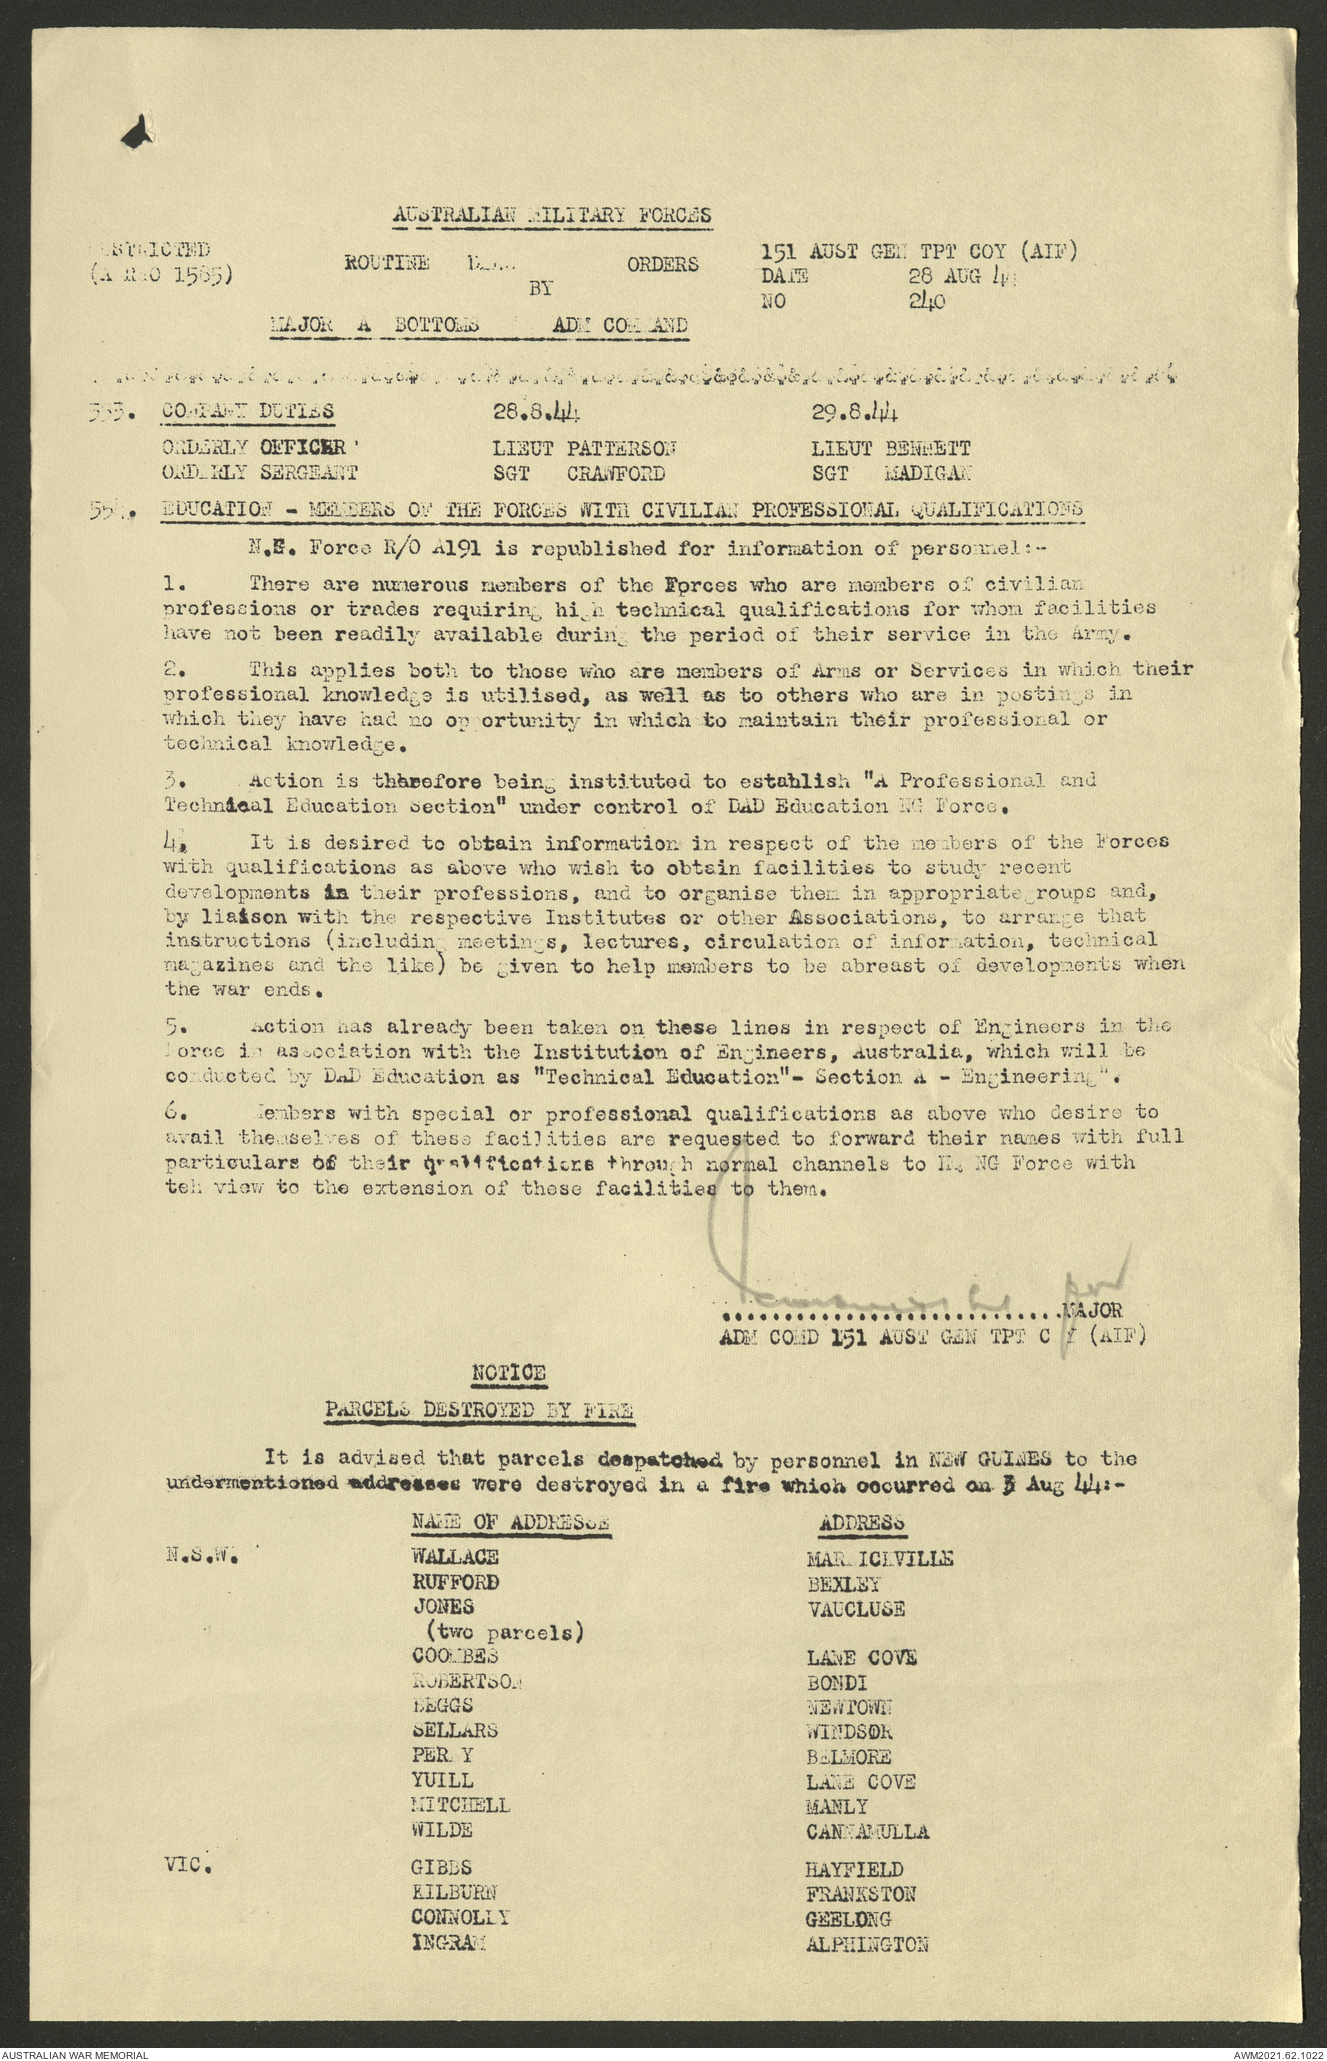 AUSTRALIAN MILITARY FORCES
ROUTINE ORDERS
151 AUST GEN TPT COY (AIF)
DATE 28 AUG 44
BY
NO 240
MAJOR A BOTTOMS ADM COMMAND
COMPANY DUTIES 28.8.44 29.8.44
ORDERLY OFFICER LIEUT PATTERSON LIEUT BENNETT
ORDERLY SERGEANT SGT CRAWFORD SGT MADIGAN
EDUCATION - MEMBERS OF THE FORCES WITH CIVILIAN PROFESSIONAL QUALIFICATIONS
N.G. Force R/O A191 is republished for information of personnel:--
1. There are numerous members of the Forces who are members of civilian
professions or trades requiring high technical qualifications for whom facilities
have not been readily available during the period of their service in the Army.
2. This applies both to those who are members of Arms or Services in which their
professional knowledge is utilised, as well as to others who are in postings in
which they have had no opportunity in which to maintain their professional or
technical knowledge.
3. Action is therefore being instituted to establish "A Professional and
Technical Education Section" under control of DAD Education NG Force.
4. It is desired to obtain information in respect of the members of the Forces
with qualifications as above who wish to obtain facilities to study recent
developments in their professions, and to organise them in appropriate groups and,
by liaison with the respective Institutes or other Associations, to arrange that
instructions (including meetings, lectures, circulation of information, technical
magazines and the like) be given to help members to be abreast of developments when
the war ends.
5. Action has already been taken on these lines in respect of Engineers in the
Force in association with the Institution of Engineers, Australia, which will be
conducted by DAD Education as "Technical Education"- Section A - Engineering".
6. Members with special or professional qualifications as above who desire to
avail themselves of these facilities are requested to forward their names with full
particulars of their qualifications through normal channels to HQ NG Force with
teh view to the extension of these facilities to them.
.............................MAJOR
ADM COMD 151 AUST GEN TPT COY (AIF)
NOTICE
PARCELS DESTROYED BY FIRE
It is advised that parcels despatched by personnel in NEW GUINES to the
undermentioned addresses were destroyed in a fire which occurred on 3 Aug 44:-
NAME OF ADDRESSE ADDRESS
N.S.W. WALLACE MARRICKVILLE
RUFFORD BEXLEY
JONES VAUCLUSE
(two parcels)
COOMBES LANE COVE
ROBERTSON BONDI
BEGGS NEWTOWN
SELLARS WINDSOR
PERRY BELMORE
YUILL LANE COVE
MITCHELL MANLY
WILDE CANNAMULLA
VIC. GIBBS HAYFIELD
KILBURN FRANKSTON
CONNOLLY GEELONG
INGRAM ALPHINGTON
AUSTRALIAN WAR MEMORIAL
AWM2021.62.1022